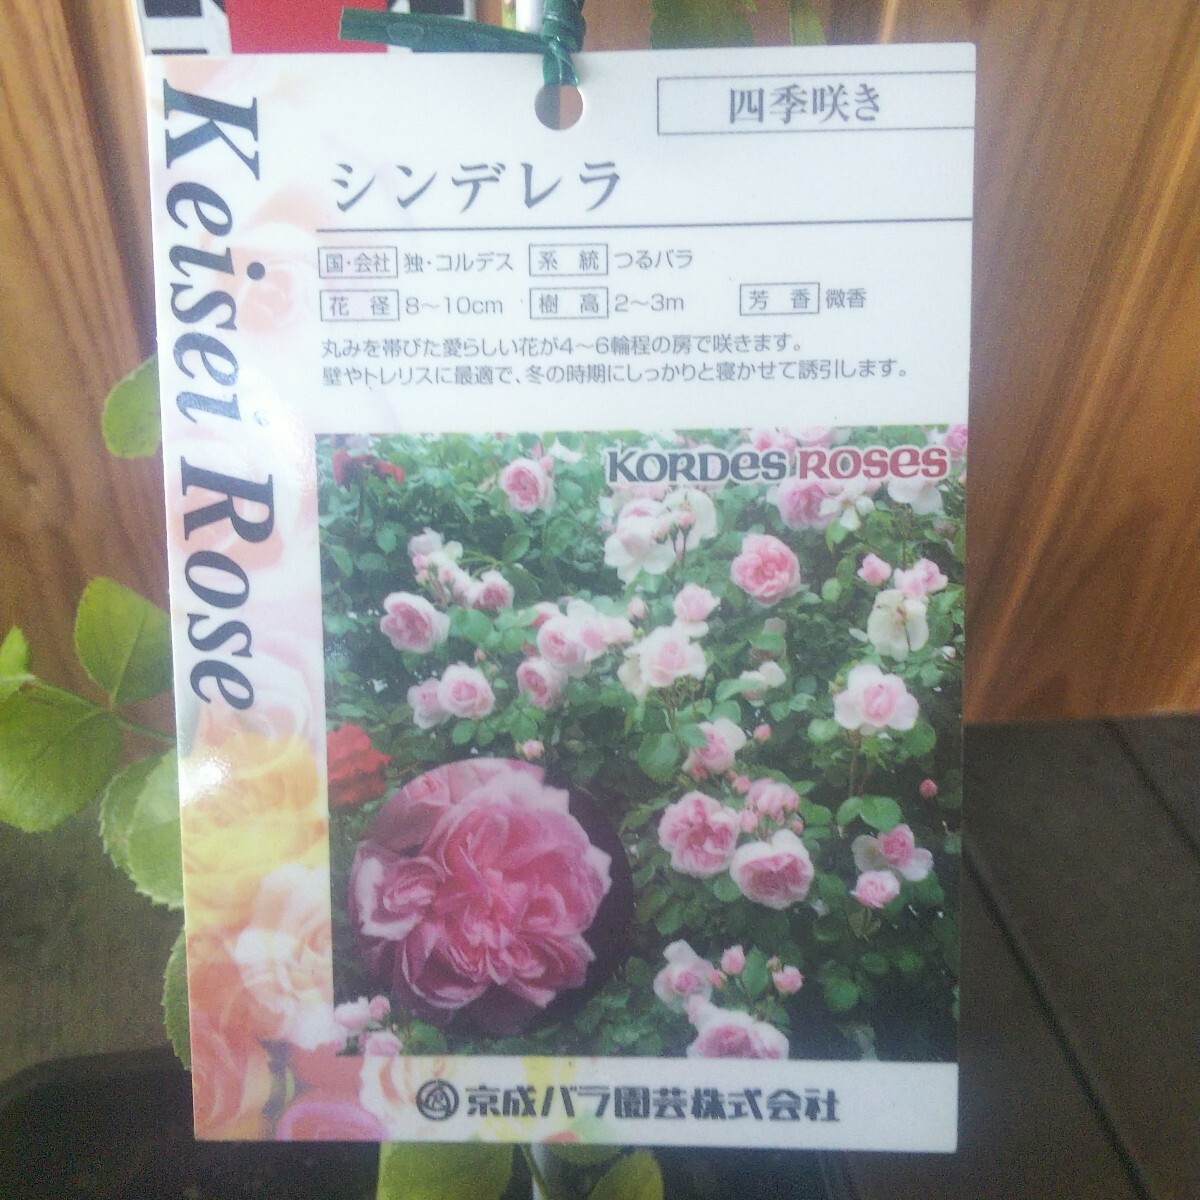 Keisei Rose
四季咲き
シンデレラ
国・会社 独・コルデス 系 統 つるバラ
花 径 8～10cm 樹 高 2～3m 芳 香 微香
丸みを帯びた愛らしい花が4～6輪程の房で咲きます。
壁やトレリスに最適で、冬の時期にしっかりと寝かせて誘引します。
KORDES ROSES
京成バラ園芸株式会社